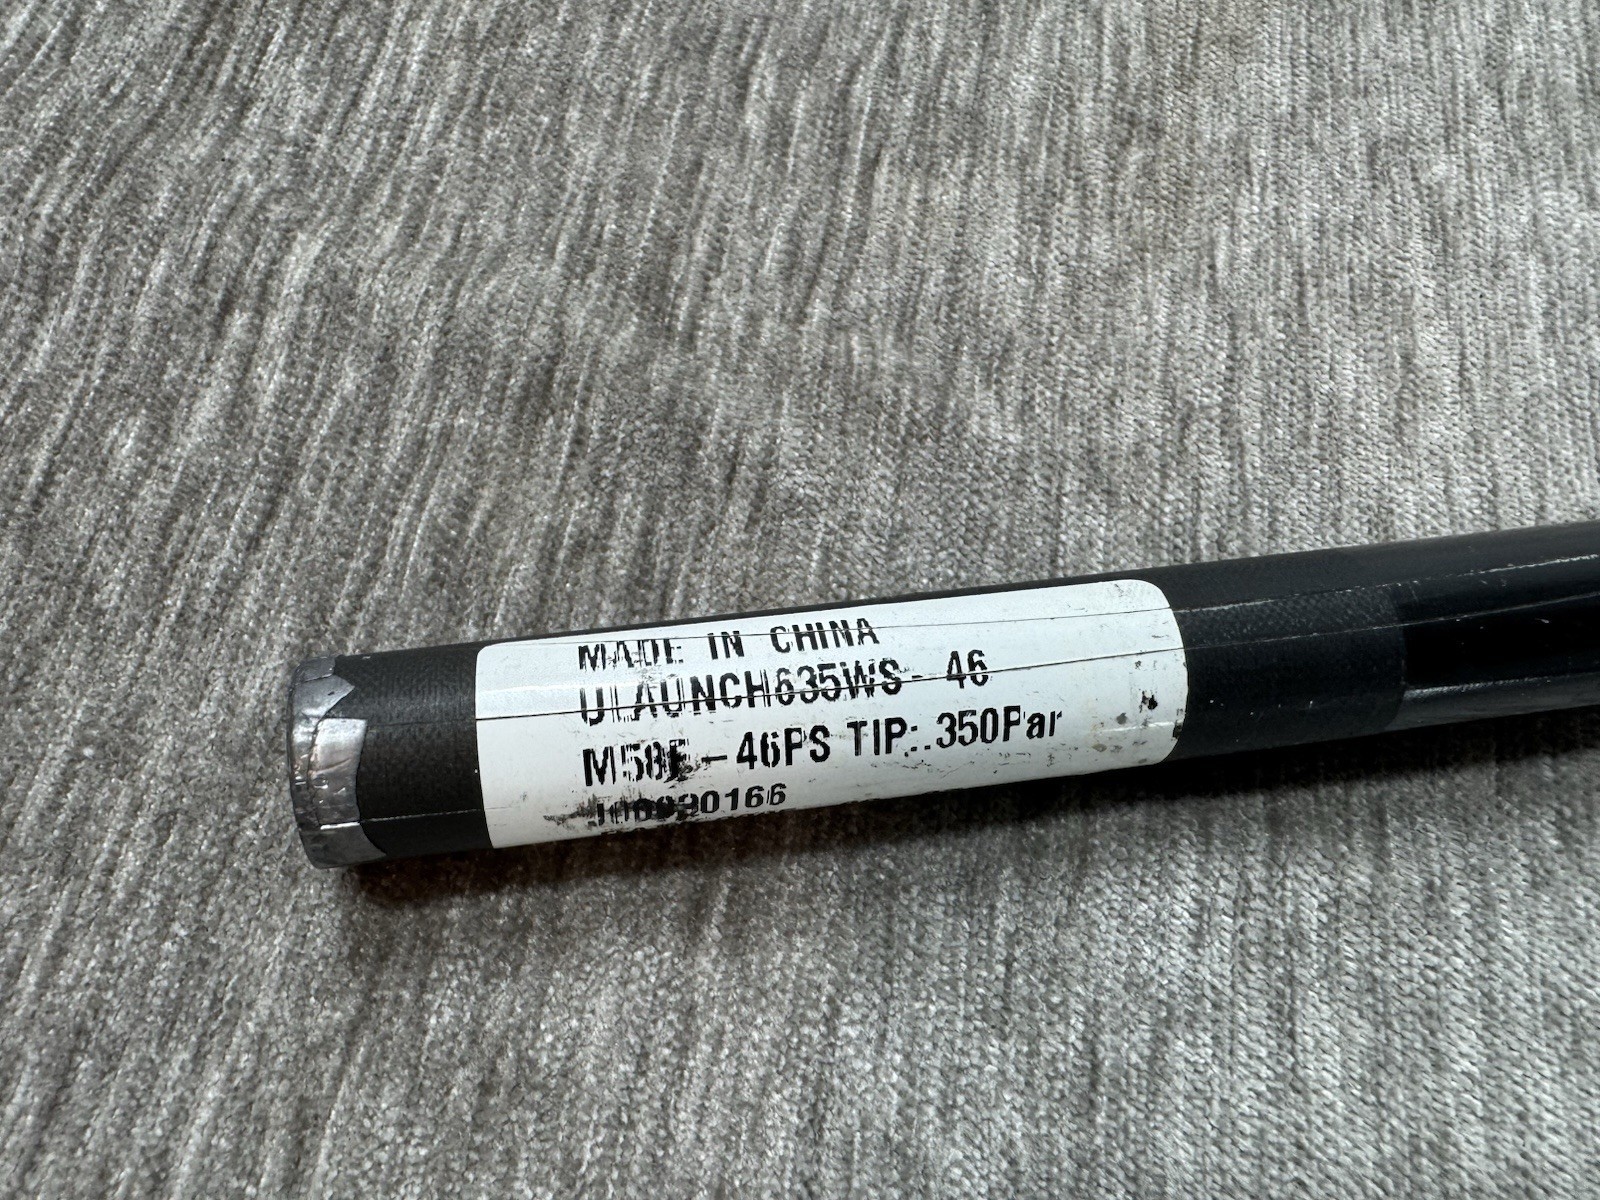 MADE IN CHINA
ULAUNCH635WS-46
-46PS TIP:.350Par